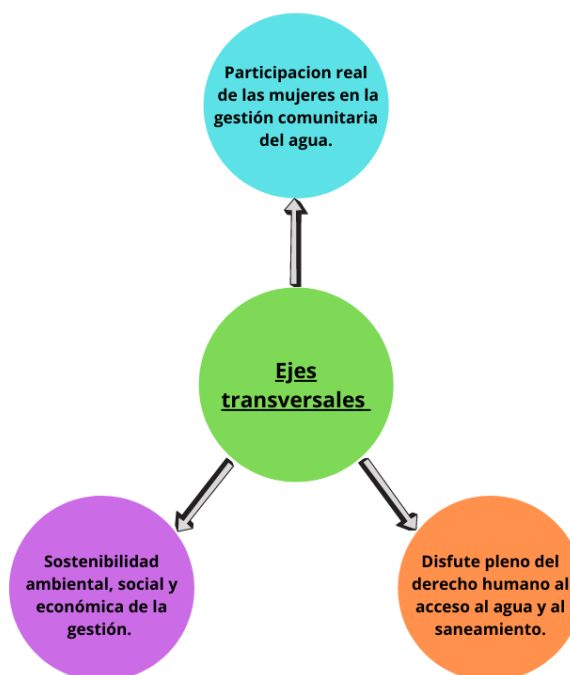 Participacion real
de las mujeres en la
gestión comunitaria
del agua.
Ejes
transversales
Sostenibilidad
ambiental, social y
económica de la
gestión.
Disfute pleno del
derecho humano al
acceso al agua y al
saneamiento.